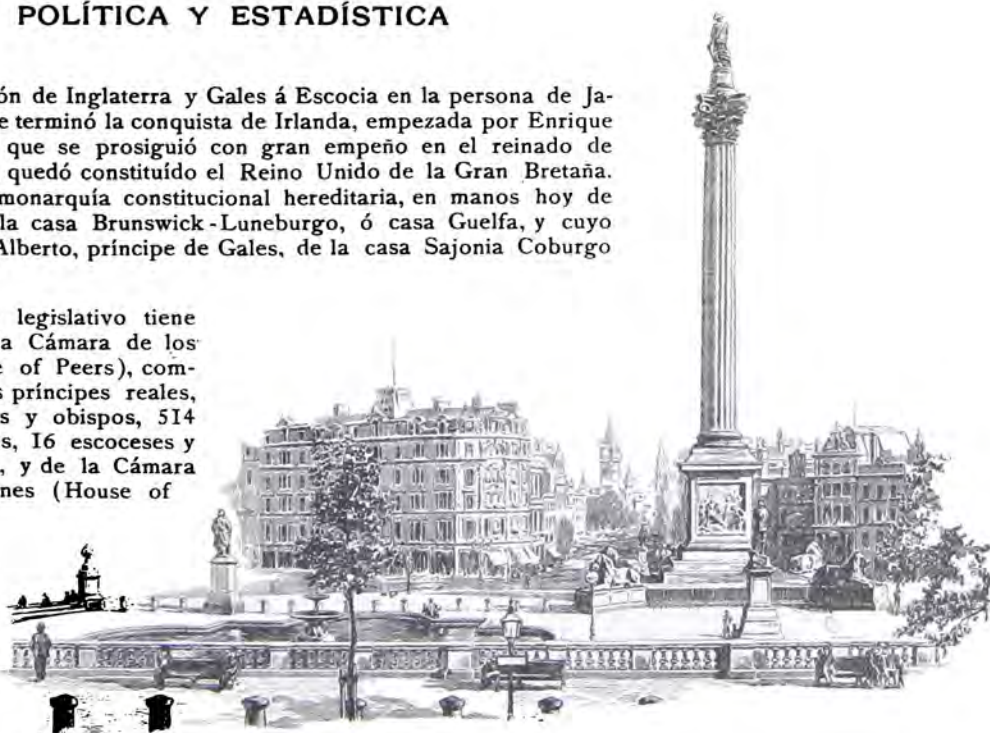 POLÍTICA Y ESTADÍSTICA
ón de Inglaterra y Gales á Escocia en la persona de Ja-
e terminó la conquista de Irlanda, empezada por Enrique
que se prosiguió con gran empeño en el reinado de
quedó constituído el Reino Unido de la Gran Bretaña.
monarquía constitucional hereditaria, en manos hoy de
la casa Brunswick-Luneburgo, ó casa Guelfa, y cuyo
Alberto, príncipe de Gales, de la casa Sajonia Coburgo
legislativo tiene
a Cámara de los
e of Peers), com-
s príncipes reales,
s y obispos, 514
s, 16 escoceses y
, y de la Cámara
nes (House of